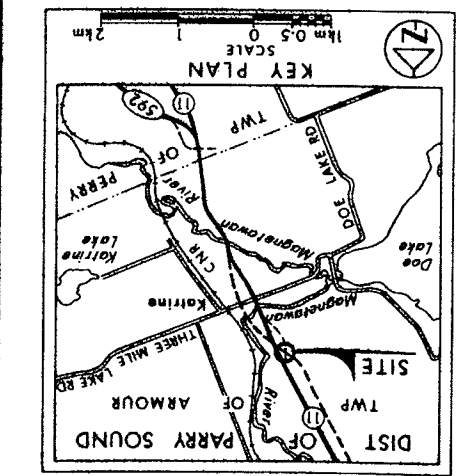 DIST OF PARRY SOUND
11
TWP OF ARMOUR
River
SITE
THREE MILE LAKE RD
Magnetawan
Katrine
Doe Lake
Magnetawan River
CNR
Katrine Lake
DOE LAKE RD
TWP OF PERRY
11
592
KEY PLAN
N
SCALE
1km 0.5 0 1 2km